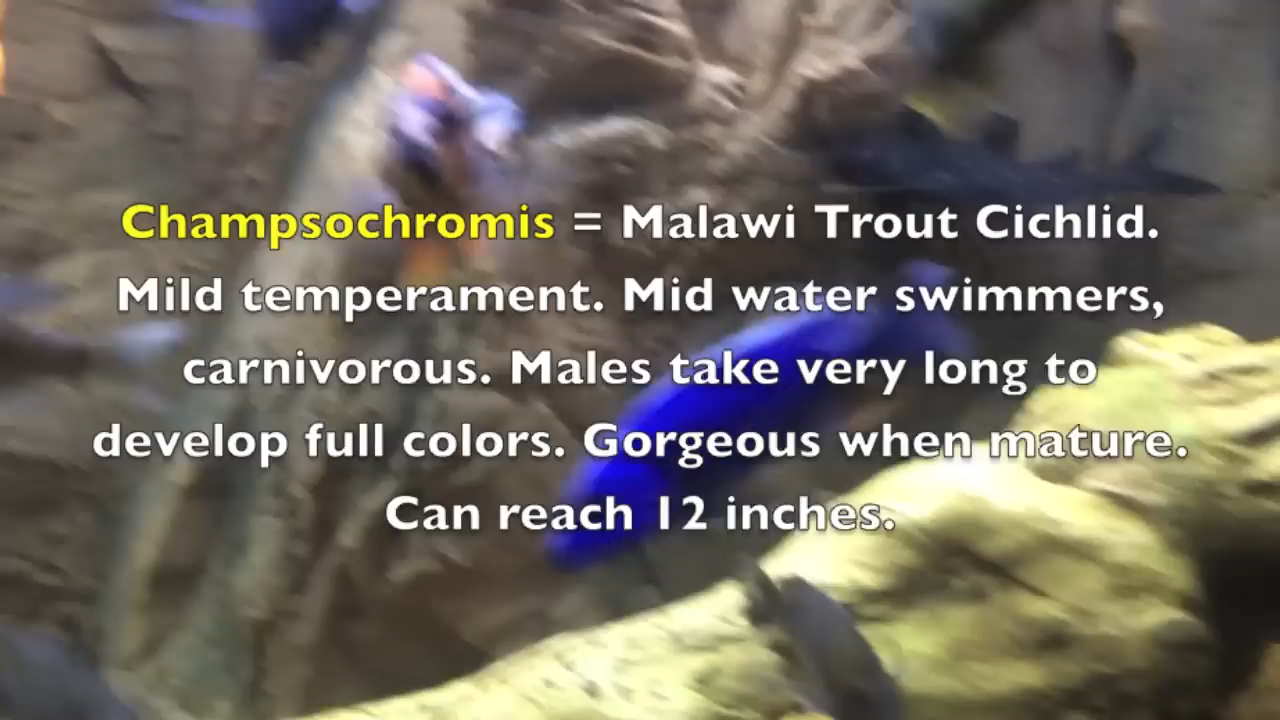 Champsochromis = Malawi Trout Cichlid.
Mild temperament. Mid water swimmers,
carnivorous. Males take very long to
develop full colors. Gorgeous when mature.
Can reach 12 inches.